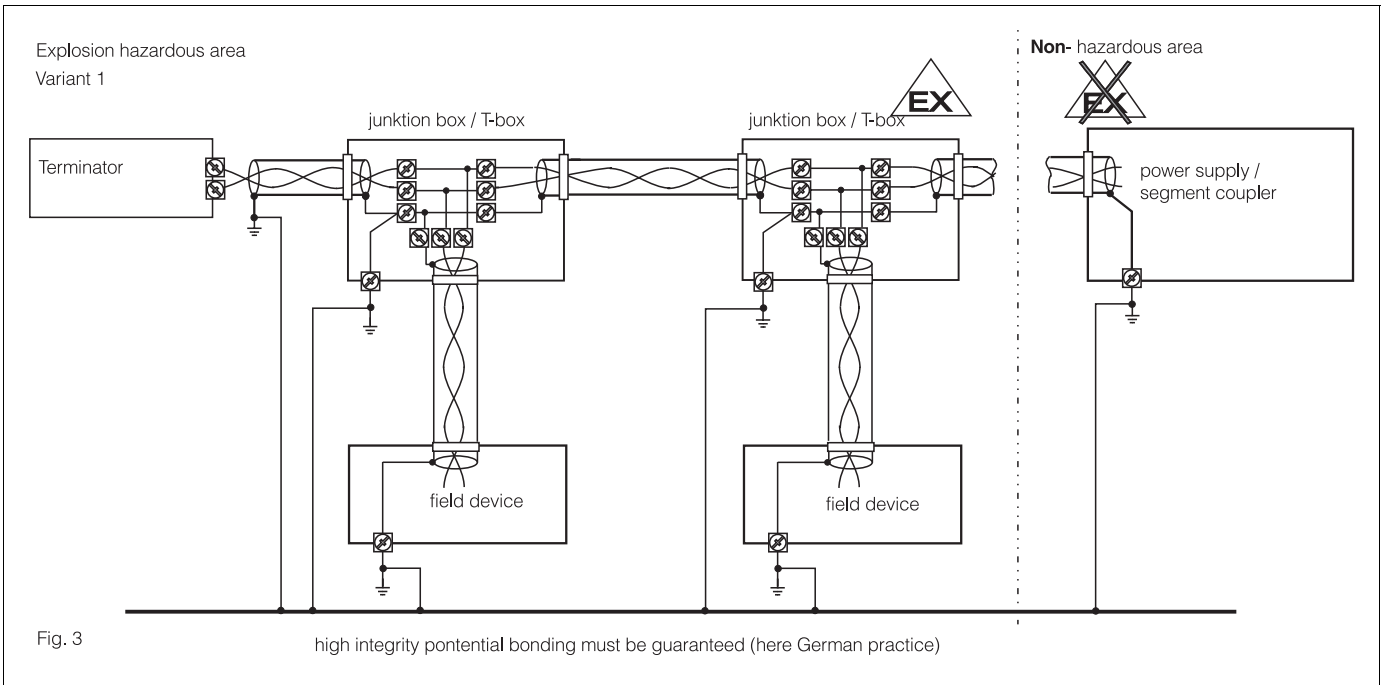 Explosion hazardous area
Variant 1
Non- hazardous area
EX
EX
junktion box / T-box
junktion box / T-box
Terminator
power supply /
segment coupler
field device
field device
Fig. 3
high integrity pontential bonding must be guaranteed (here German practice)